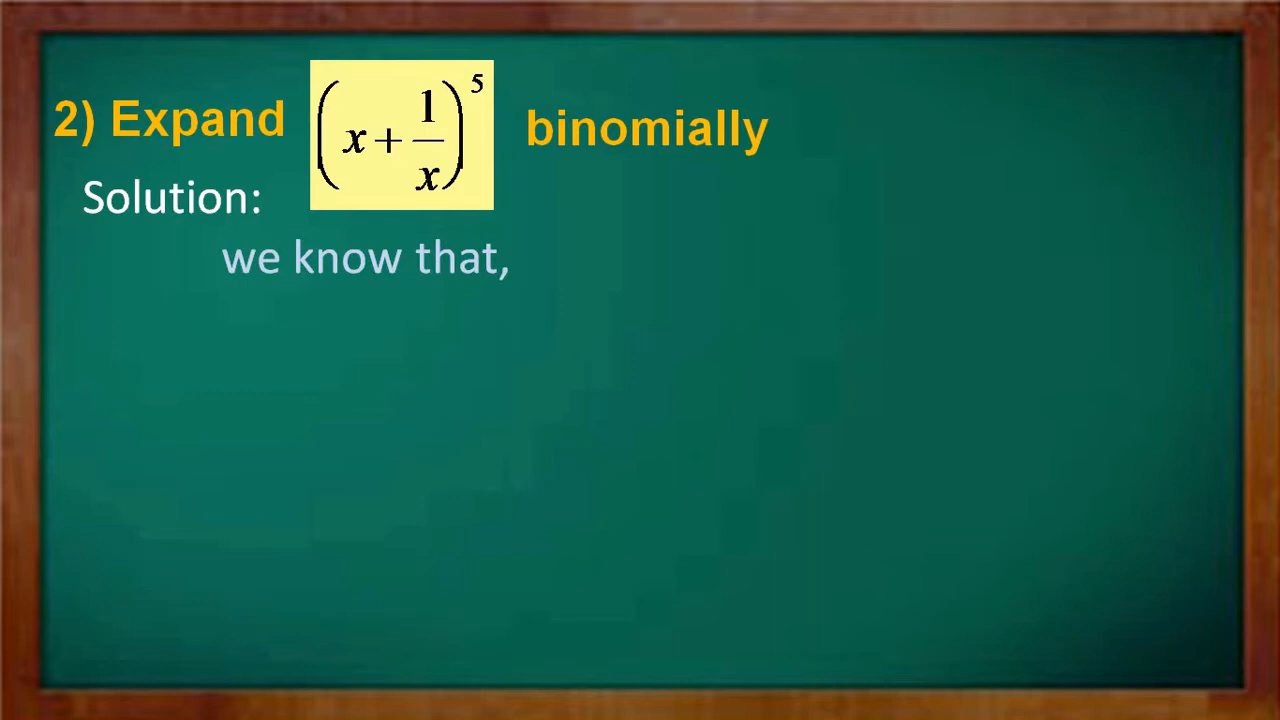 2) Expand (x + 1/x)^5 binomially
Solution:
we know that,